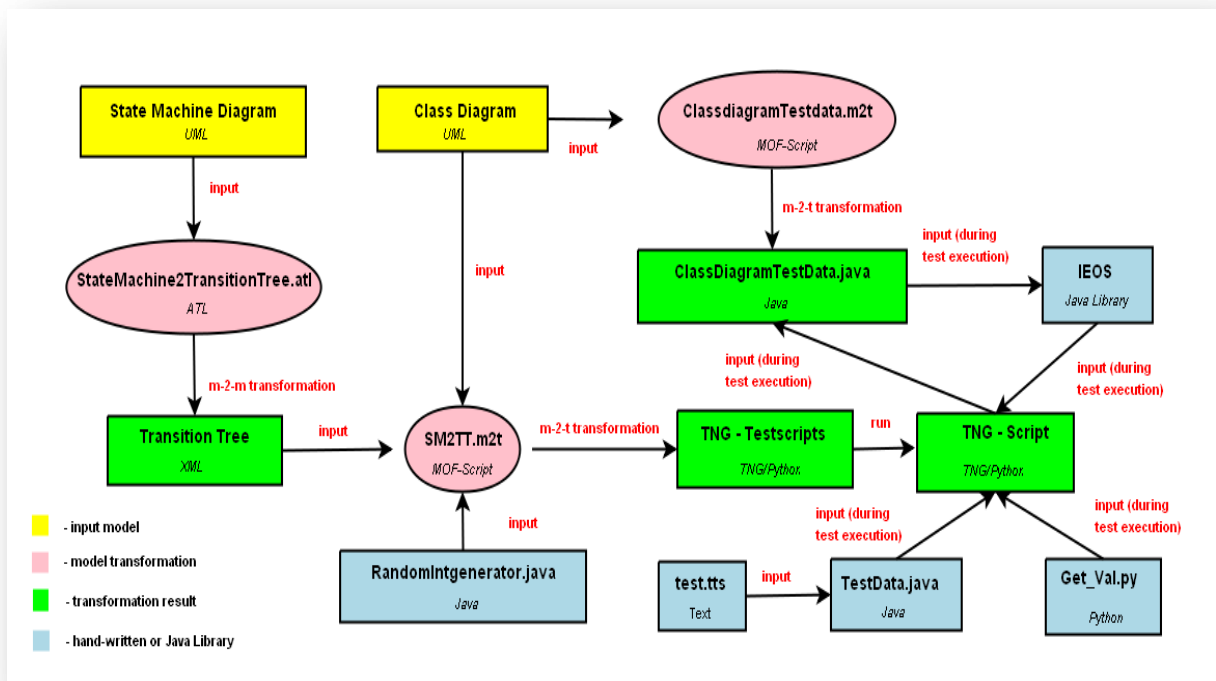 State Machine Diagram
UML
Class Diagram
UML
ClassdiagramTestdata.m2t
MOF-Script
input
input
m-2-t transformation
StateMachine2TransitionTree.atl
ATL
input
ClassDiagramTestData.java
Java
input (during
test execution)
IEOS
Java Library
m-2-m transformation
input (during
test execution)
input (during
test execution)
Transition Tree
XML
input
SM2TT.m2t
MOF-Script
m-2-t transformation
TNG - Testscripts
TNG/Python.
run
TNG - Script
TNG/Python.
input
input (during
test execution)
input (during
test execution)
RandomIntgenerator.java
Java
test.tts
Text
input
TestData.java
Java
Get_Val.py
Python
- input model
- model transformation
- transformation result
- hand-written or Java Library